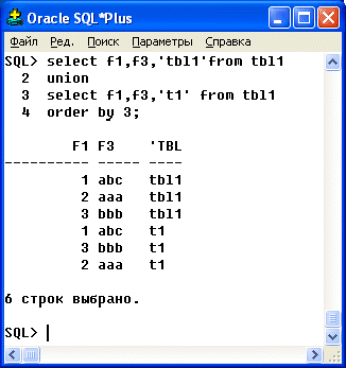 Oracle SQL*Plus
Файл Ред. Поиск Параметры Справка
SQL> select f1,f3,'tbl1'from tbl1
2 union
3 select f1,f3,'t1' from tbl1
4 order by 3;
F1 F3 'TBL
---------- ----- ----
1 abc tbl1
2 aaa tbl1
3 bbb tbl1
1 abc t1
3 bbb t1
2 aaa t1
6 строк выбрано.
SQL>